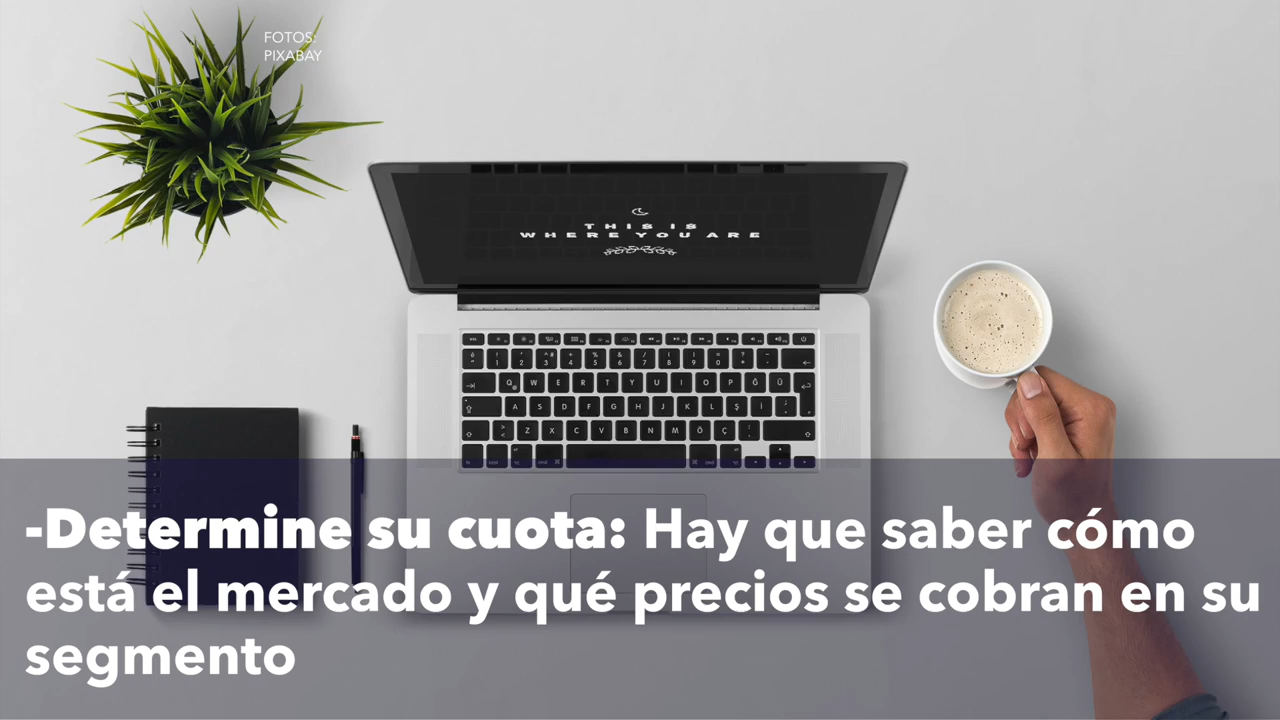 FOTOS:
PIXABAY
THIS IS
WHERE YOU ARE
-Determine su cuota: Hay que saber cómo
está el mercado y qué precios se cobran en su
segmento